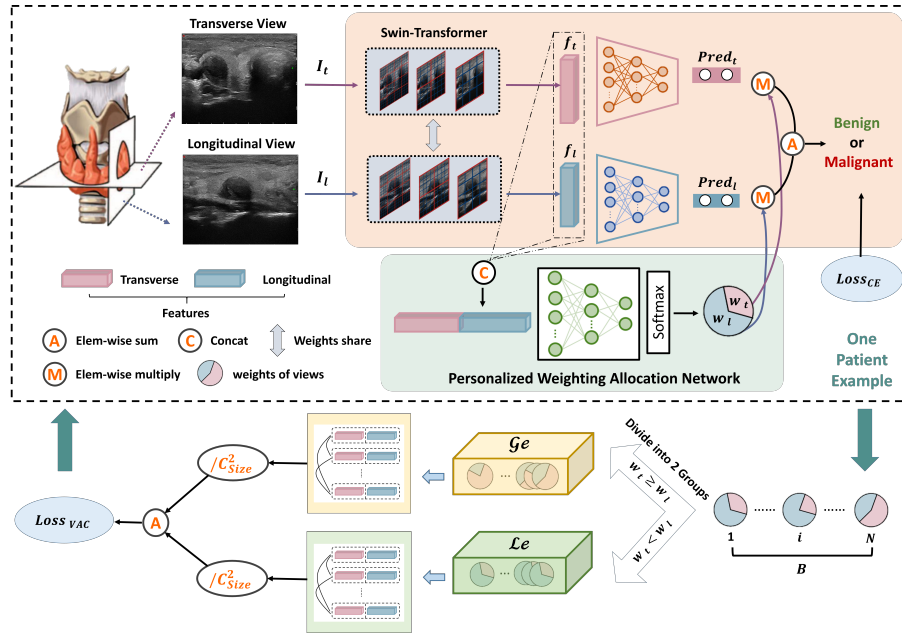 Transverse View
Longitudinal View
I_t
I_l
Swin-Transformer
f_t
f_l
Pred_t
Pred_l
M
M
A
Benign
or
Malignant
Loss_CE
C
Softmax
w_t
w_l
Personalized Weighting Allocation Network
Transverse
Longitudinal
Features
A Elem-wise sum
C Concat
Weights share
M Elem-wise multiply
weights of views
One
Patient
Example
Divide into 2 Groups
w_t ≥ w_l
w_t < w_l
𝒢e
ℒe
/C²_Size
/C²_Size
A
Loss_VAC
1 ...... i ...... N
B